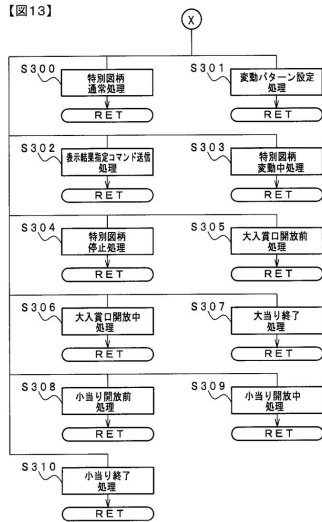 【図13】
X
S300
特別図柄
通常処理
RET
S301
変動パターン設定
処理
RET
S302
表示結果指定コマンド送信
処理
RET
S303
特別図柄
変動中処理
RET
S304
特別図柄
停止処理
RET
S305
大入賞口開放前
処理
RET
S306
大入賞口開放中
処理
RET
S307
大当り終了
処理
RET
S308
小当り開放前
処理
RET
S309
小当り開放中
処理
RET
S310
小当り終了
処理
RET